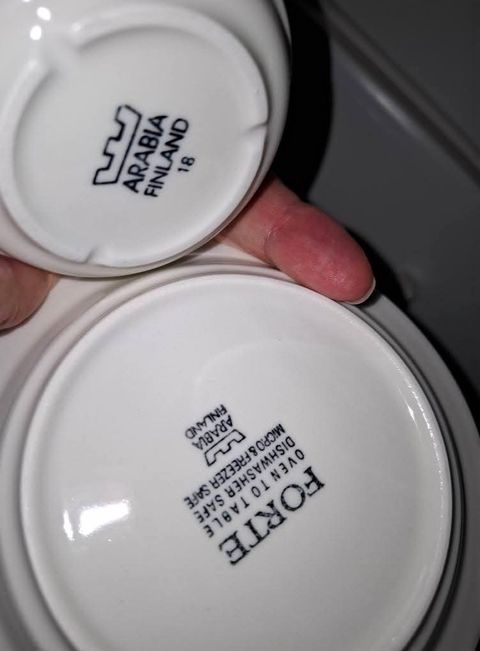 ARABIA
FINLAND
18
FORTE
OVEN TO TABLE
DISHWASHER SAFE
MICRO & FREEZER SAFE
ARABIA
FINLAND